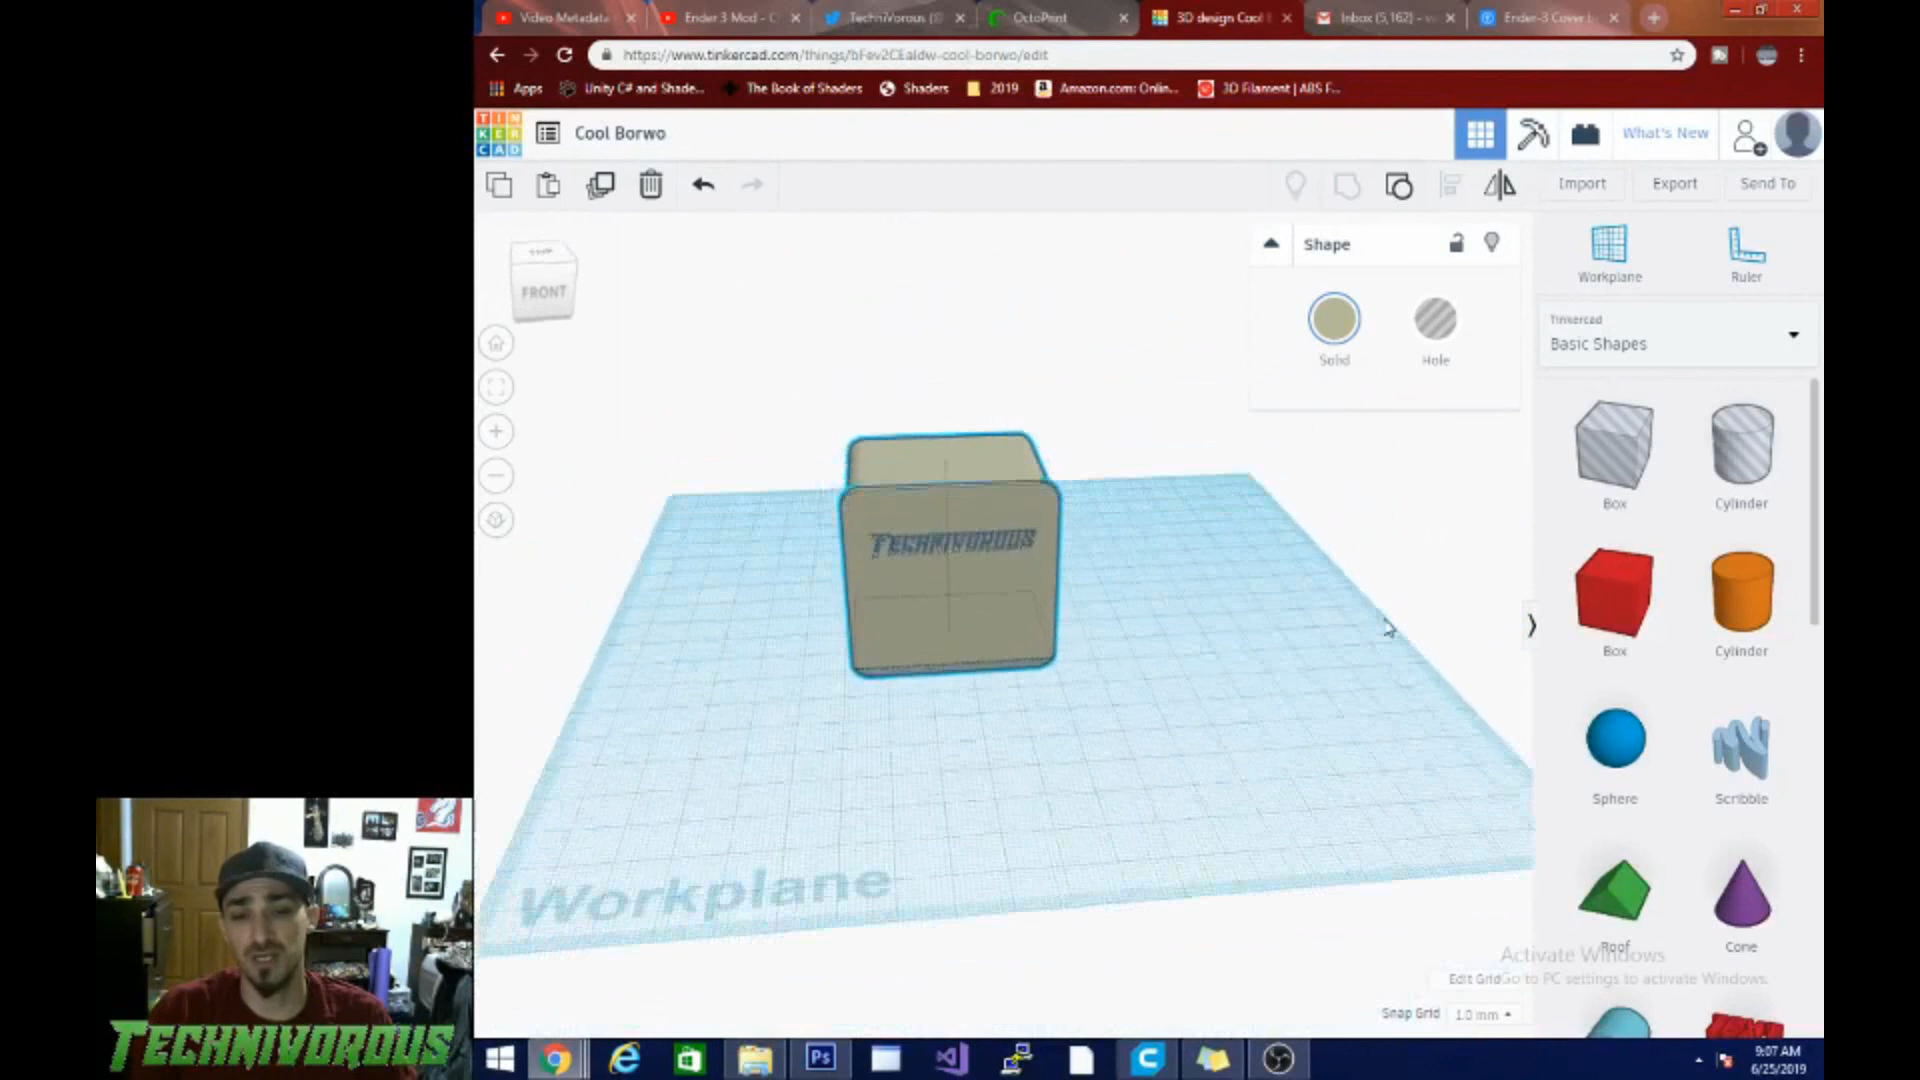 Video Metadata
Ender 3 Mod - C
TechniVorous
OctoPrint
3D design Cool
Inbox (5,162) -
Ender-3 Cover
https://www.tinkercad.com/things/bFev2CEaldw-cool-borwo/edit
Apps
Unity C# and Shade...
The Book of Shaders
Shaders
2019
Amazon.com: Onlin...
3D Filament | ABS F...
TIN
KER
CAD
Cool Borwo
What's New
Import
Export
Send To
TOP
FRONT
Shape
Solid
Hole
Workplane
Ruler
Tinkercad
Basic Shapes
Box
Cylinder
Box
Cylinder
Sphere
Scribble
Roof
Cone
TECHNIVOROUS
Workplane
Activate Windows
Edit Grid
Go to PC settings to activate Windows.
Snap Grid
1.0 mm
TECHNIVOROUS
Ps
9:07 AM
6/25/2019